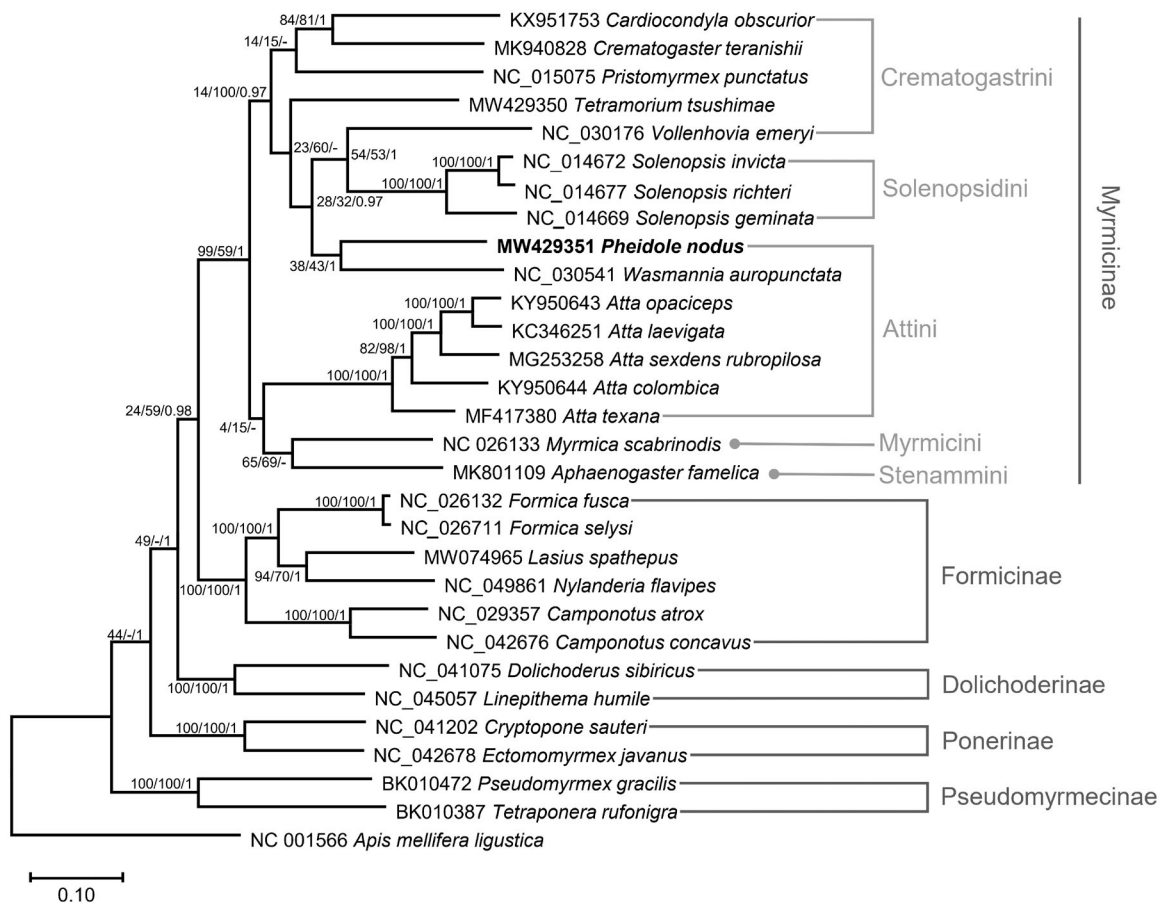 84/81/1
KX951753 Cardiocondyla obscurior
14/15/-
MK940828 Crematogaster teranishii
Crematogastrini
NC_015075 Pristomyrmex punctatus
14/100/0.97
MW429350 Tetramorium tsushimae
NC_030176 Vollenhovia emeryi
23/60/-
54/53/1
100/100/1
NC_014672 Solenopsis invicta
100/100/1
NC_014677 Solenopsis richteri
Solenopsidini
28/32/0.97
NC_014669 Solenopsis geminata
Myrmicinae
99/59/1
MW429351 Pheidole nodus
38/43/1
NC_030541 Wasmannia auropunctata
100/100/1
KY950643 Atta opaciceps
100/100/1
KC346251 Atta laevigata
Attini
82/98/1
MG253258 Atta sexdens rubropilosa
100/100/1
KY950644 Atta colombica
24/59/0.98
MF417380 Atta texana
4/15/-
NC 026133 Myrmica scabrinodis
Myrmicini
65/69/-
MK801109 Aphaenogaster famelica
Stenammini
100/100/1
NC_026132 Formica fusca
100/100/1
NC_026711 Formica selysi
49/-/1
MW074965 Lasius spathepus
94/70/1
Formicinae
100/100/1
NC_049861 Nylanderia flavipes
100/100/1
NC_029357 Camponotus atrox
44/-/1
NC_042676 Camponotus concavus
NC_041075 Dolichoderus sibiricus
100/100/1
Dolichoderinae
NC_045057 Linepithema humile
100/100/1
NC_041202 Cryptopone sauteri
Ponerinae
NC_042678 Ectomomyrmex javanus
100/100/1
BK010472 Pseudomyrmex gracilis
Pseudomyrmecinae
BK010387 Tetraponera rufonigra
NC 001566 Apis mellifera ligustica
0.10